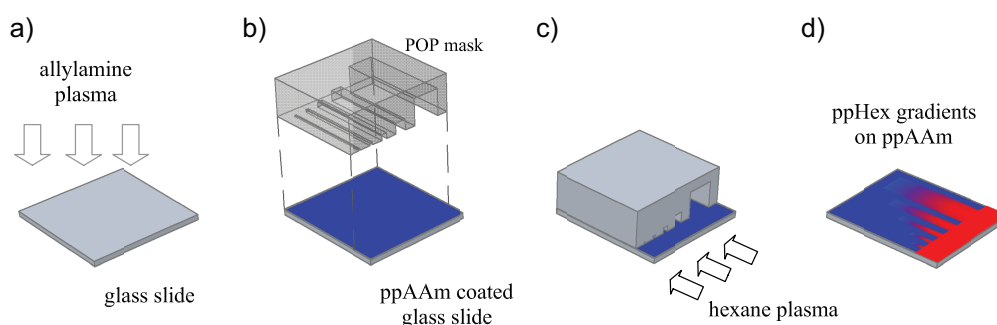 a)
allylamine
plasma
glass slide
b)
POP mask
ppAAm coated
glass slide
c)
hexane plasma
d)
ppHex gradients
on ppAAm